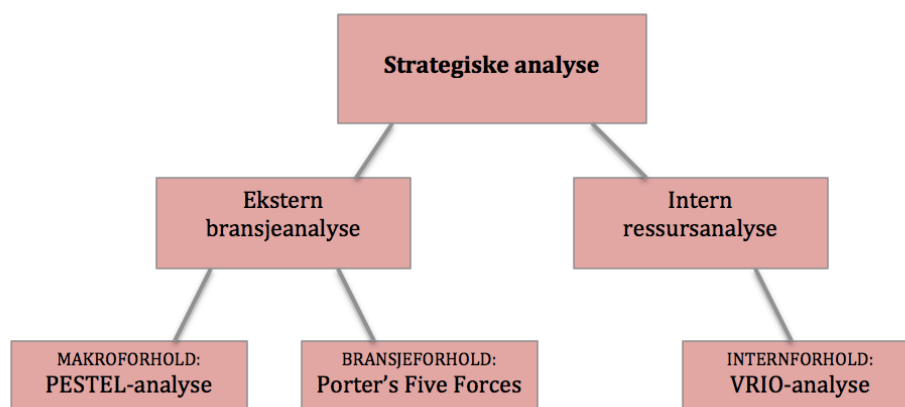 Strategiske analyse
Ekstern
bransjeanalyse
Intern
ressursanalyse
MAKROFORHOLD:
PESTEL-analyse
BRANSJEFORHOLD:
Porter's Five Forces
INTERNFORHOLD:
VRIO-analyse